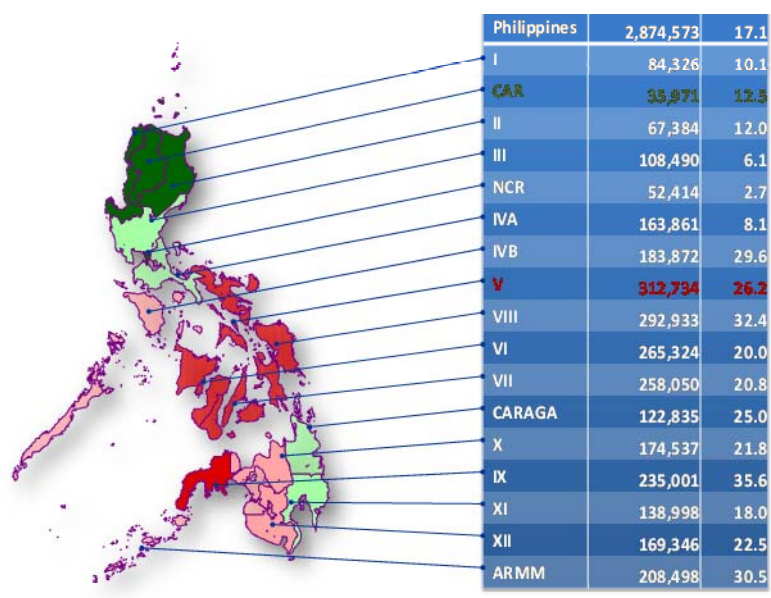 Philippines 2,874,573 17.1
I 84,326 10.1
CAR 35,971 12.5
II 67,384 12.0
III 108,490 6.1
NCR 52,414 2.7
IVA 163,861 8.1
IVB 183,872 29.6
V 312,734 26.2
VIII 292,933 32.4
VI 265,324 20.0
VII 258,050 20.8
CARAGA 122,835 25.0
X 174,537 21.8
IX 235,001 35.6
XI 138,998 18.0
XII 169,346 22.5
ARMM 208,498 30.5